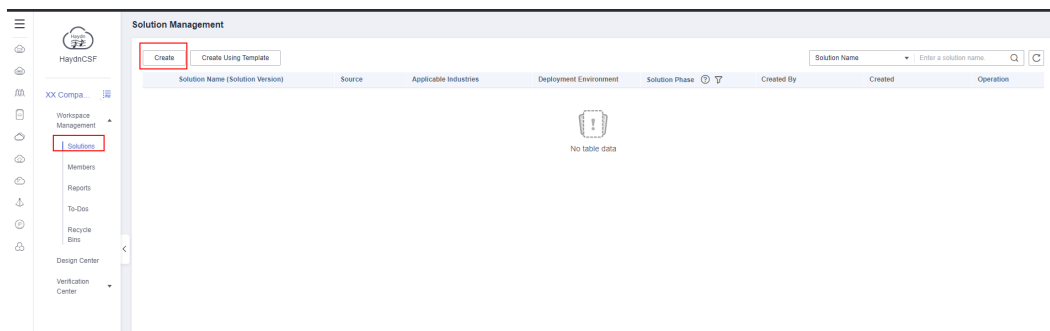 Solution Management
Haydn
HaydnCSF
Create
Create Using Template
Solution Name
Enter a solution name.
Solution Name (Solution Version)
Source
Applicable Industries
Deployment Environment
Solution Phase
Created By
Created
Operation
XX Compa...
Workspace
Management
Solutions
Members
Reports
To-Dos
Recycle
Bins
Design Center
Verification
Center
No table data